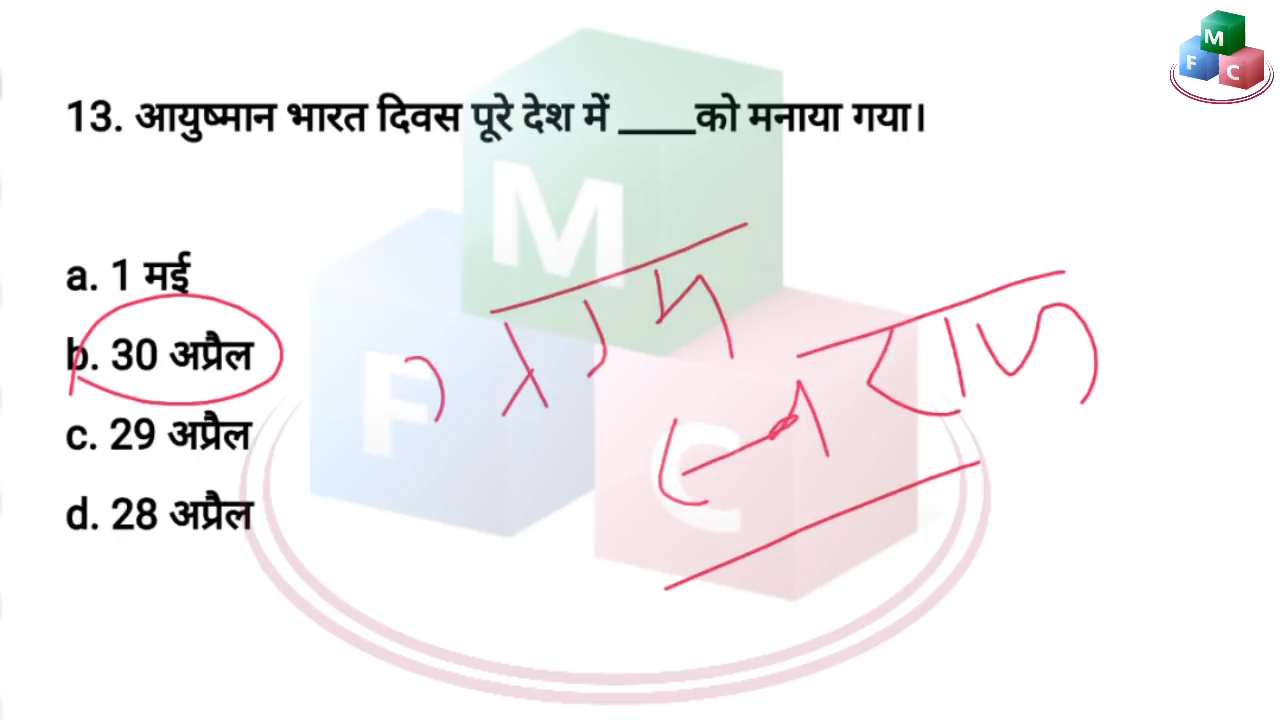 M
F C
13. आयुष्मान भारत दिवस पूरे देश में ____को मनाया गया।
a. 1 मई
b. 30 अप्रैल
c. 29 अप्रैल
d. 28 अप्रैल
M
F
C